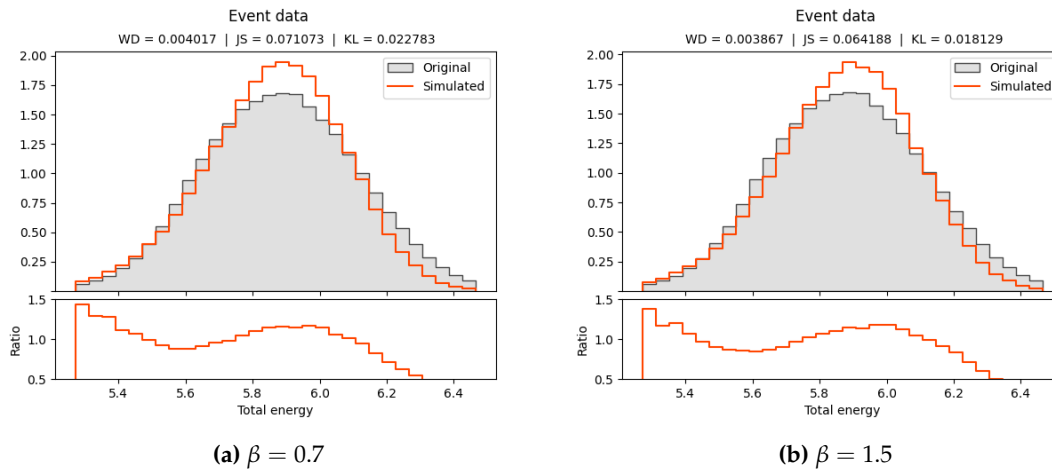 Event data
WD = 0.004017 | JS = 0.071073 | KL = 0.022783
2.00
1.75
1.50
1.25
1.00
0.75
0.50
0.25
Original
Simulated
1.5
1.0
0.5
Ratio
5.4 5.6 5.8 6.0 6.2 6.4
Total energy
(a) β = 0.7
Event data
WD = 0.003867 | JS = 0.064188 | KL = 0.018129
2.00
1.75
1.50
1.25
1.00
0.75
0.50
0.25
Original
Simulated
1.5
1.0
0.5
Ratio
5.4 5.6 5.8 6.0 6.2 6.4
Total energy
(b) β = 1.5